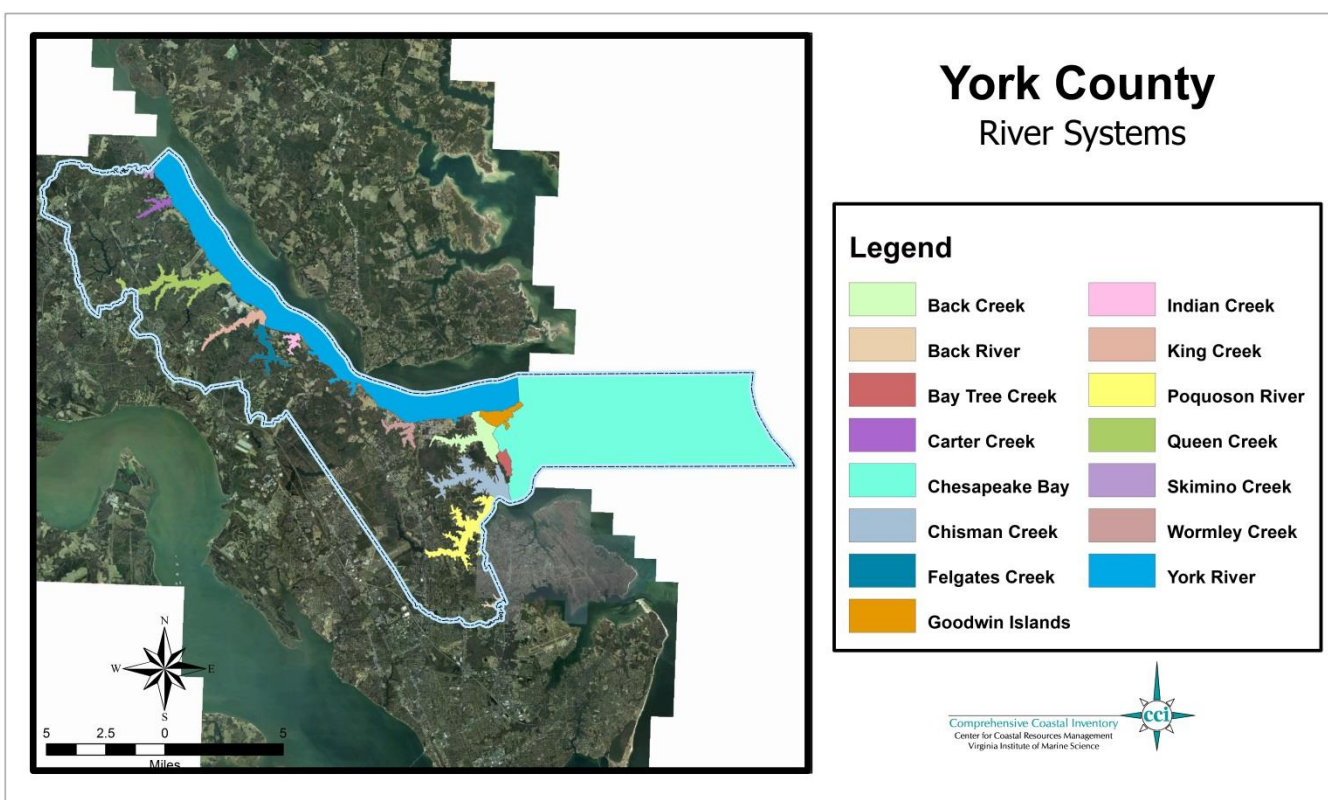 York County
River Systems
Legend
Back Creek
Back River
Bay Tree Creek
Carter Creek
Chesapeake Bay
Chisman Creek
Felgates Creek
Goodwin Islands
Indian Creek
King Creek
Poquoson River
Queen Creek
Skimino Creek
Wormley Creek
York River
N
W
E
S
5 2.5 0 5
Miles
cci
Comprehensive Coastal Inventory
Center for Coastal Resources Management
Virginia Institute of Marine Science